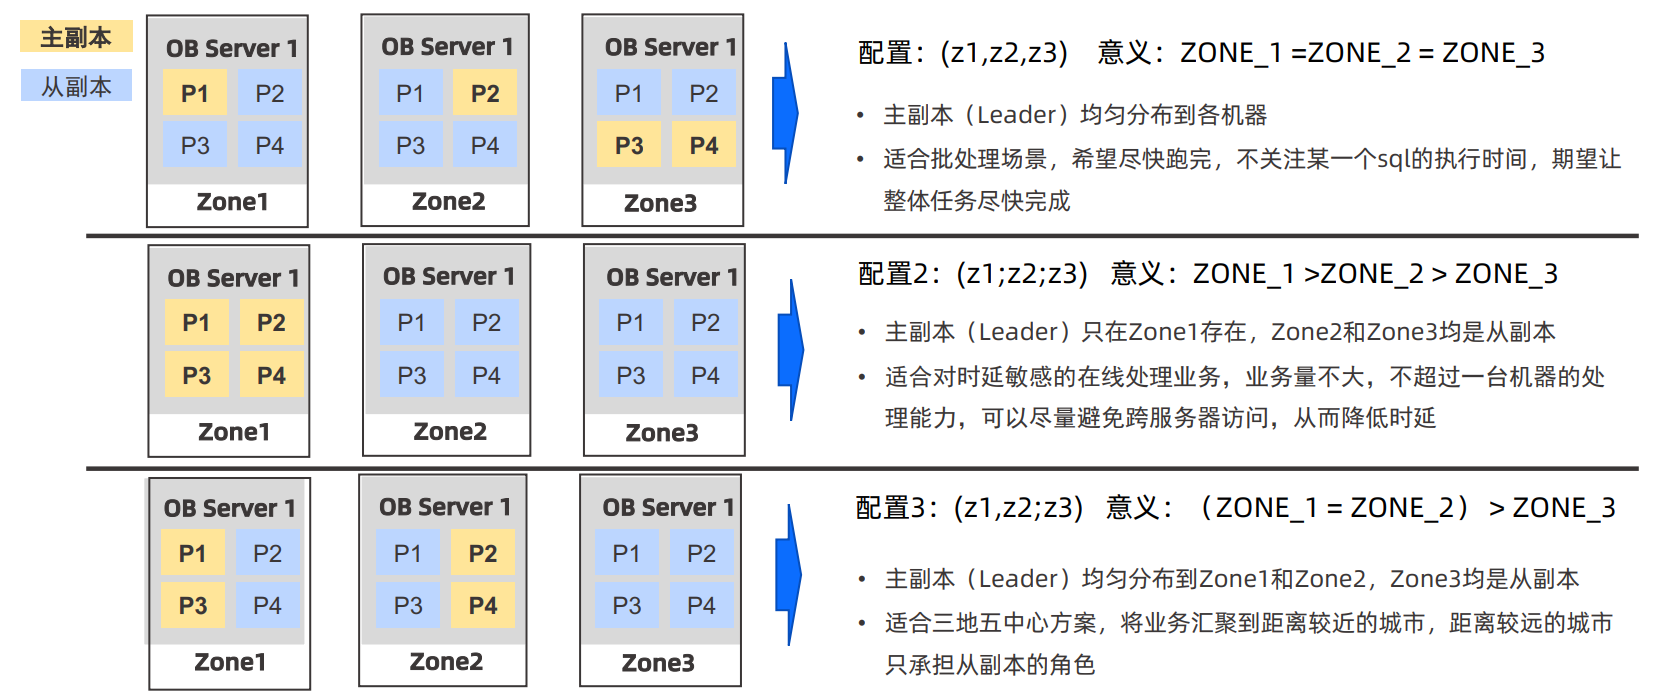 主副本
从副本
OB Server 1
P1 P2
P3 P4
Zone1
OB Server 1
P1 P2
P3 P4
Zone2
OB Server 1
P1 P2
P3 P4
Zone3
配置：(z1,z2,z3) 意义：ZONE_1 =ZONE_2 = ZONE_3
• 主副本（Leader）均匀分布到各机器
• 适合批处理场景，希望尽快跑完，不关注某一个sql的执行时间，期望让
整体任务尽快完成
OB Server 1
P1 P2
P3 P4
Zone1
OB Server 1
P1 P2
P3 P4
Zone2
OB Server 1
P1 P2
P3 P4
Zone3
配置2：(z1;z2;z3) 意义：ZONE_1 >ZONE_2 > ZONE_3
• 主副本（Leader）只在Zone1存在，Zone2和Zone3均是从副本
• 适合对时延敏感的在线处理业务，业务量不大，不超过一台机器的处
理能力，可以尽量避免跨服务器访问，从而降低时延
OB Server 1
P1 P2
P3 P4
Zone1
OB Server 1
P1 P2
P3 P4
Zone2
OB Server 1
P1 P2
P3 P4
Zone3
配置3：(z1,z2;z3) 意义：（ZONE_1 = ZONE_2）> ZONE_3
• 主副本（Leader）均匀分布到Zone1和Zone2，Zone3均是从副本
• 适合三地五中心方案，将业务汇聚到距离较近的城市，距离较远的城市
只承担从副本的角色